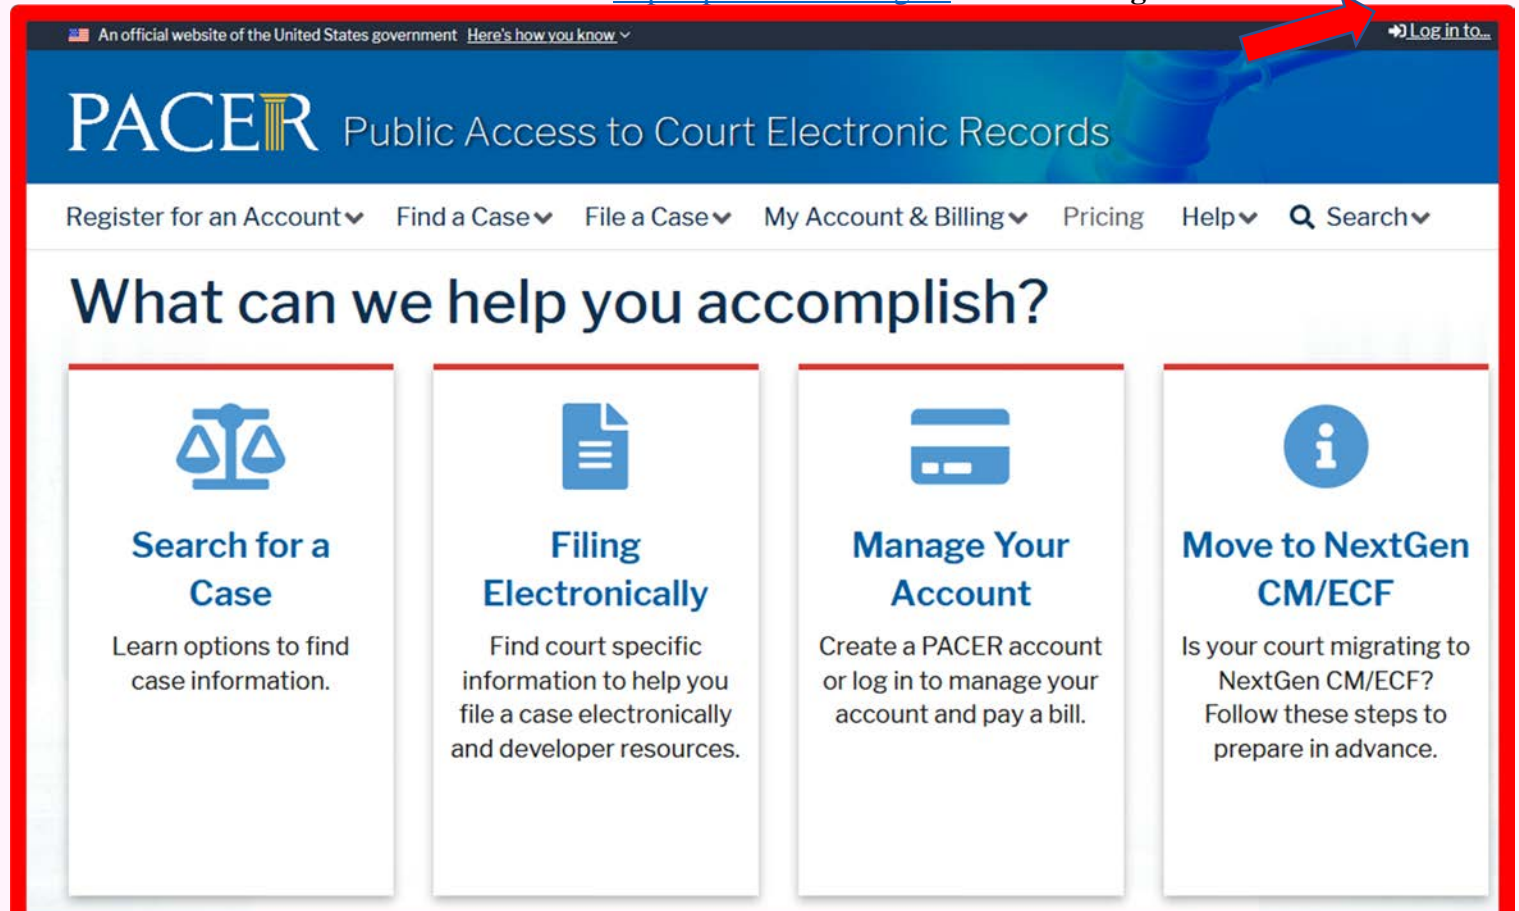 An official website of the United States government Here's how you know
Log in to...
PACER Public Access to Court Electronic Records
Register for an Account Find a Case File a Case My Account & Billing Pricing Help Search
What can we help you accomplish?
Search for a
Case
Learn options to find
case information.
Filing
Electronically
Find court specific
information to help you
file a case electronically
and developer resources.
Manage Your
Account
Create a PACER account
or log in to manage your
account and pay a bill.
Move to NextGen
CM/ECF
Is your court migrating to
NextGen CM/ECF?
Follow these steps to
prepare in advance.